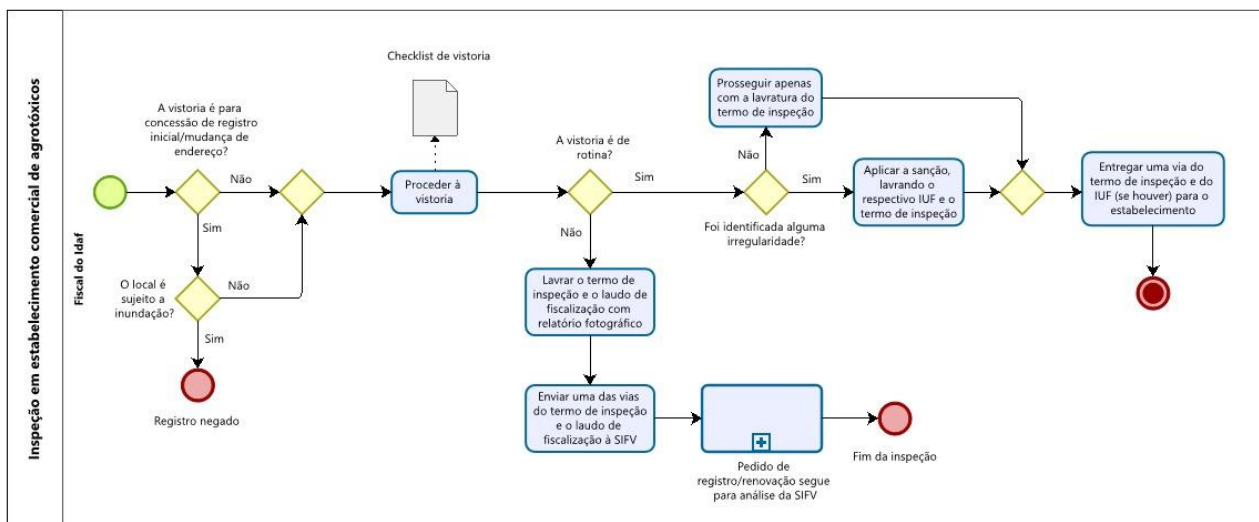 Inspeção em estabelecimento comercial de agrotóxicos
Fiscal do Idaf
A vistoria é para
concessão de registro
inicial/mudança de
endereço?
Não
Sim
O local é
sujeito a
inundação?
Não
Sim
Registro negado
Checklist de vistoria
Proceder à
vistoria
A vistoria é de
rotina?
Sim
Não
Lavrar o termo de
inspeção e o laudo de
fiscalização com
relatório fotográfico
Enviar uma das vias
do termo de inspeção
e o laudo de
fiscalização à SIFV
Pedido de
registro/renovação segue
para análise da SIFV
Fim da inspeção
Prosseguir apenas
com a lavratura do
termo de inspeção
Não
Sim
Foi identificada alguma
irregularidade?
Aplicar a sanção,
lavrando o
respectivo IUF e o
termo de inspeção
Entregar uma via do
termo de inspeção e do
IUF (se houver) para o
estabelecimento